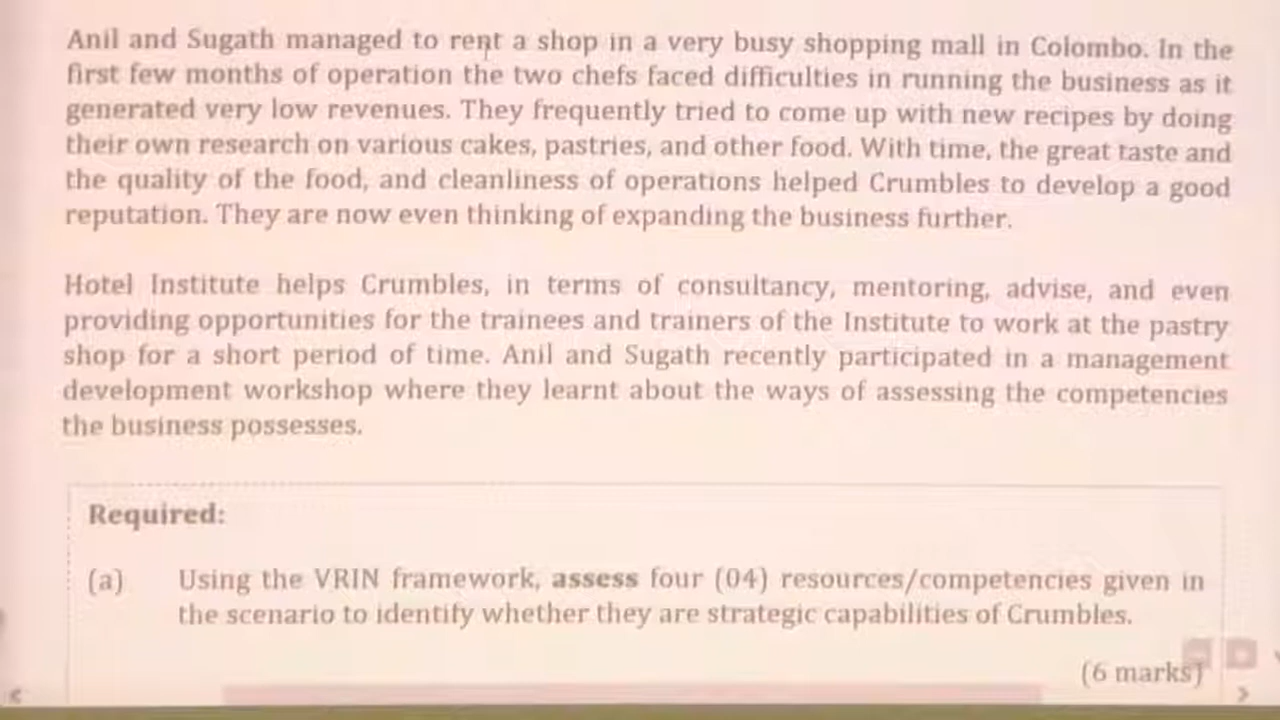 Anil and Sugath managed to rent a shop in a very busy shopping mall in Colombo. In the
first few months of operation the two chefs faced difficulties in running the business as it
generated very low revenues. They frequently tried to come up with new recipes by doing
their own research on various cakes, pastries, and other food. With time, the great taste and
the quality of the food, and cleanliness of operations helped Crumbles to develop a good
reputation. They are now even thinking of expanding the business further.
Hotel Institute helps Crumbles, in terms of consultancy, mentoring, advise, and even
providing opportunities for the trainees and trainers of the Institute to work at the pastry
shop for a short period of time. Anil and Sugath recently participated in a management
development workshop where they learnt about the ways of assessing the competencies
the business possesses.
Required:
(a) Using the VRIN framework, assess four (04) resources/competencies given in
the scenario to identify whether they are strategic capabilities of Crumbles.
(6 marks)